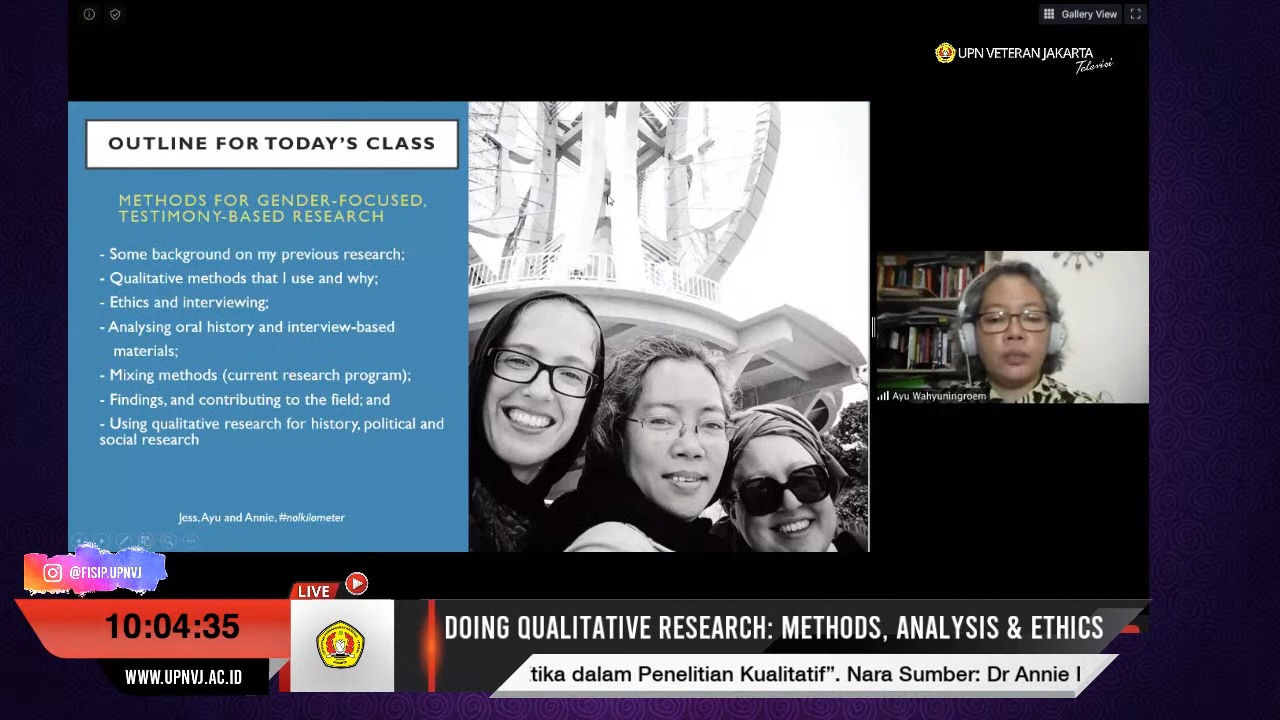 Gallery View
UPN VETERAN JAKARTA
Televisi
OUTLINE FOR TODAY'S CLASS
METHODS FOR GENDER-FOCUSED,
TESTIMONY-BASED RESEARCH
- Some background on my previous research;
- Qualitative methods that I use and why;
- Ethics and interviewing;
- Analysing oral history and interview-based
materials;
- Mixing methods (current research program);
- Findings, and contributing to the field; and
- Using qualitative research for history, political and
social research
Jess, Ayu and Annie, #nolkilometer
Ayu Wahyuningroem
@FISIP.UPNVJ
LIVE
10:04:35
DOING QUALITATIVE RESEARCH: METHODS, ANALYSIS & ETHICS
WWW.UPNVJ.AC.ID
tika dalam Penelitian Kualitatif”. Nara Sumber: Dr Annie